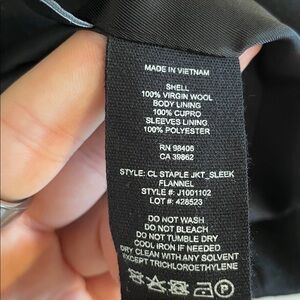 MADE IN VIETNAM
SHELL
100% VIRGIN WOOL
BODY LINING
100% CUPRO
SLEEVES LINING
100% POLYESTER
RN 98406
CA 39862
STYLE: CL STAPLE JKT_SLEEK
FLANNEL
STYLE #: J1001102
LOT #: 428523
DO NOT WASH
DO NOT BLEACH
DO NOT TUMBLE DRY
COOL IRON IF NEEDED
DRY CLEAN WITH ANY SOLVENT
EXCEPT TRICHLOROETHYLENE